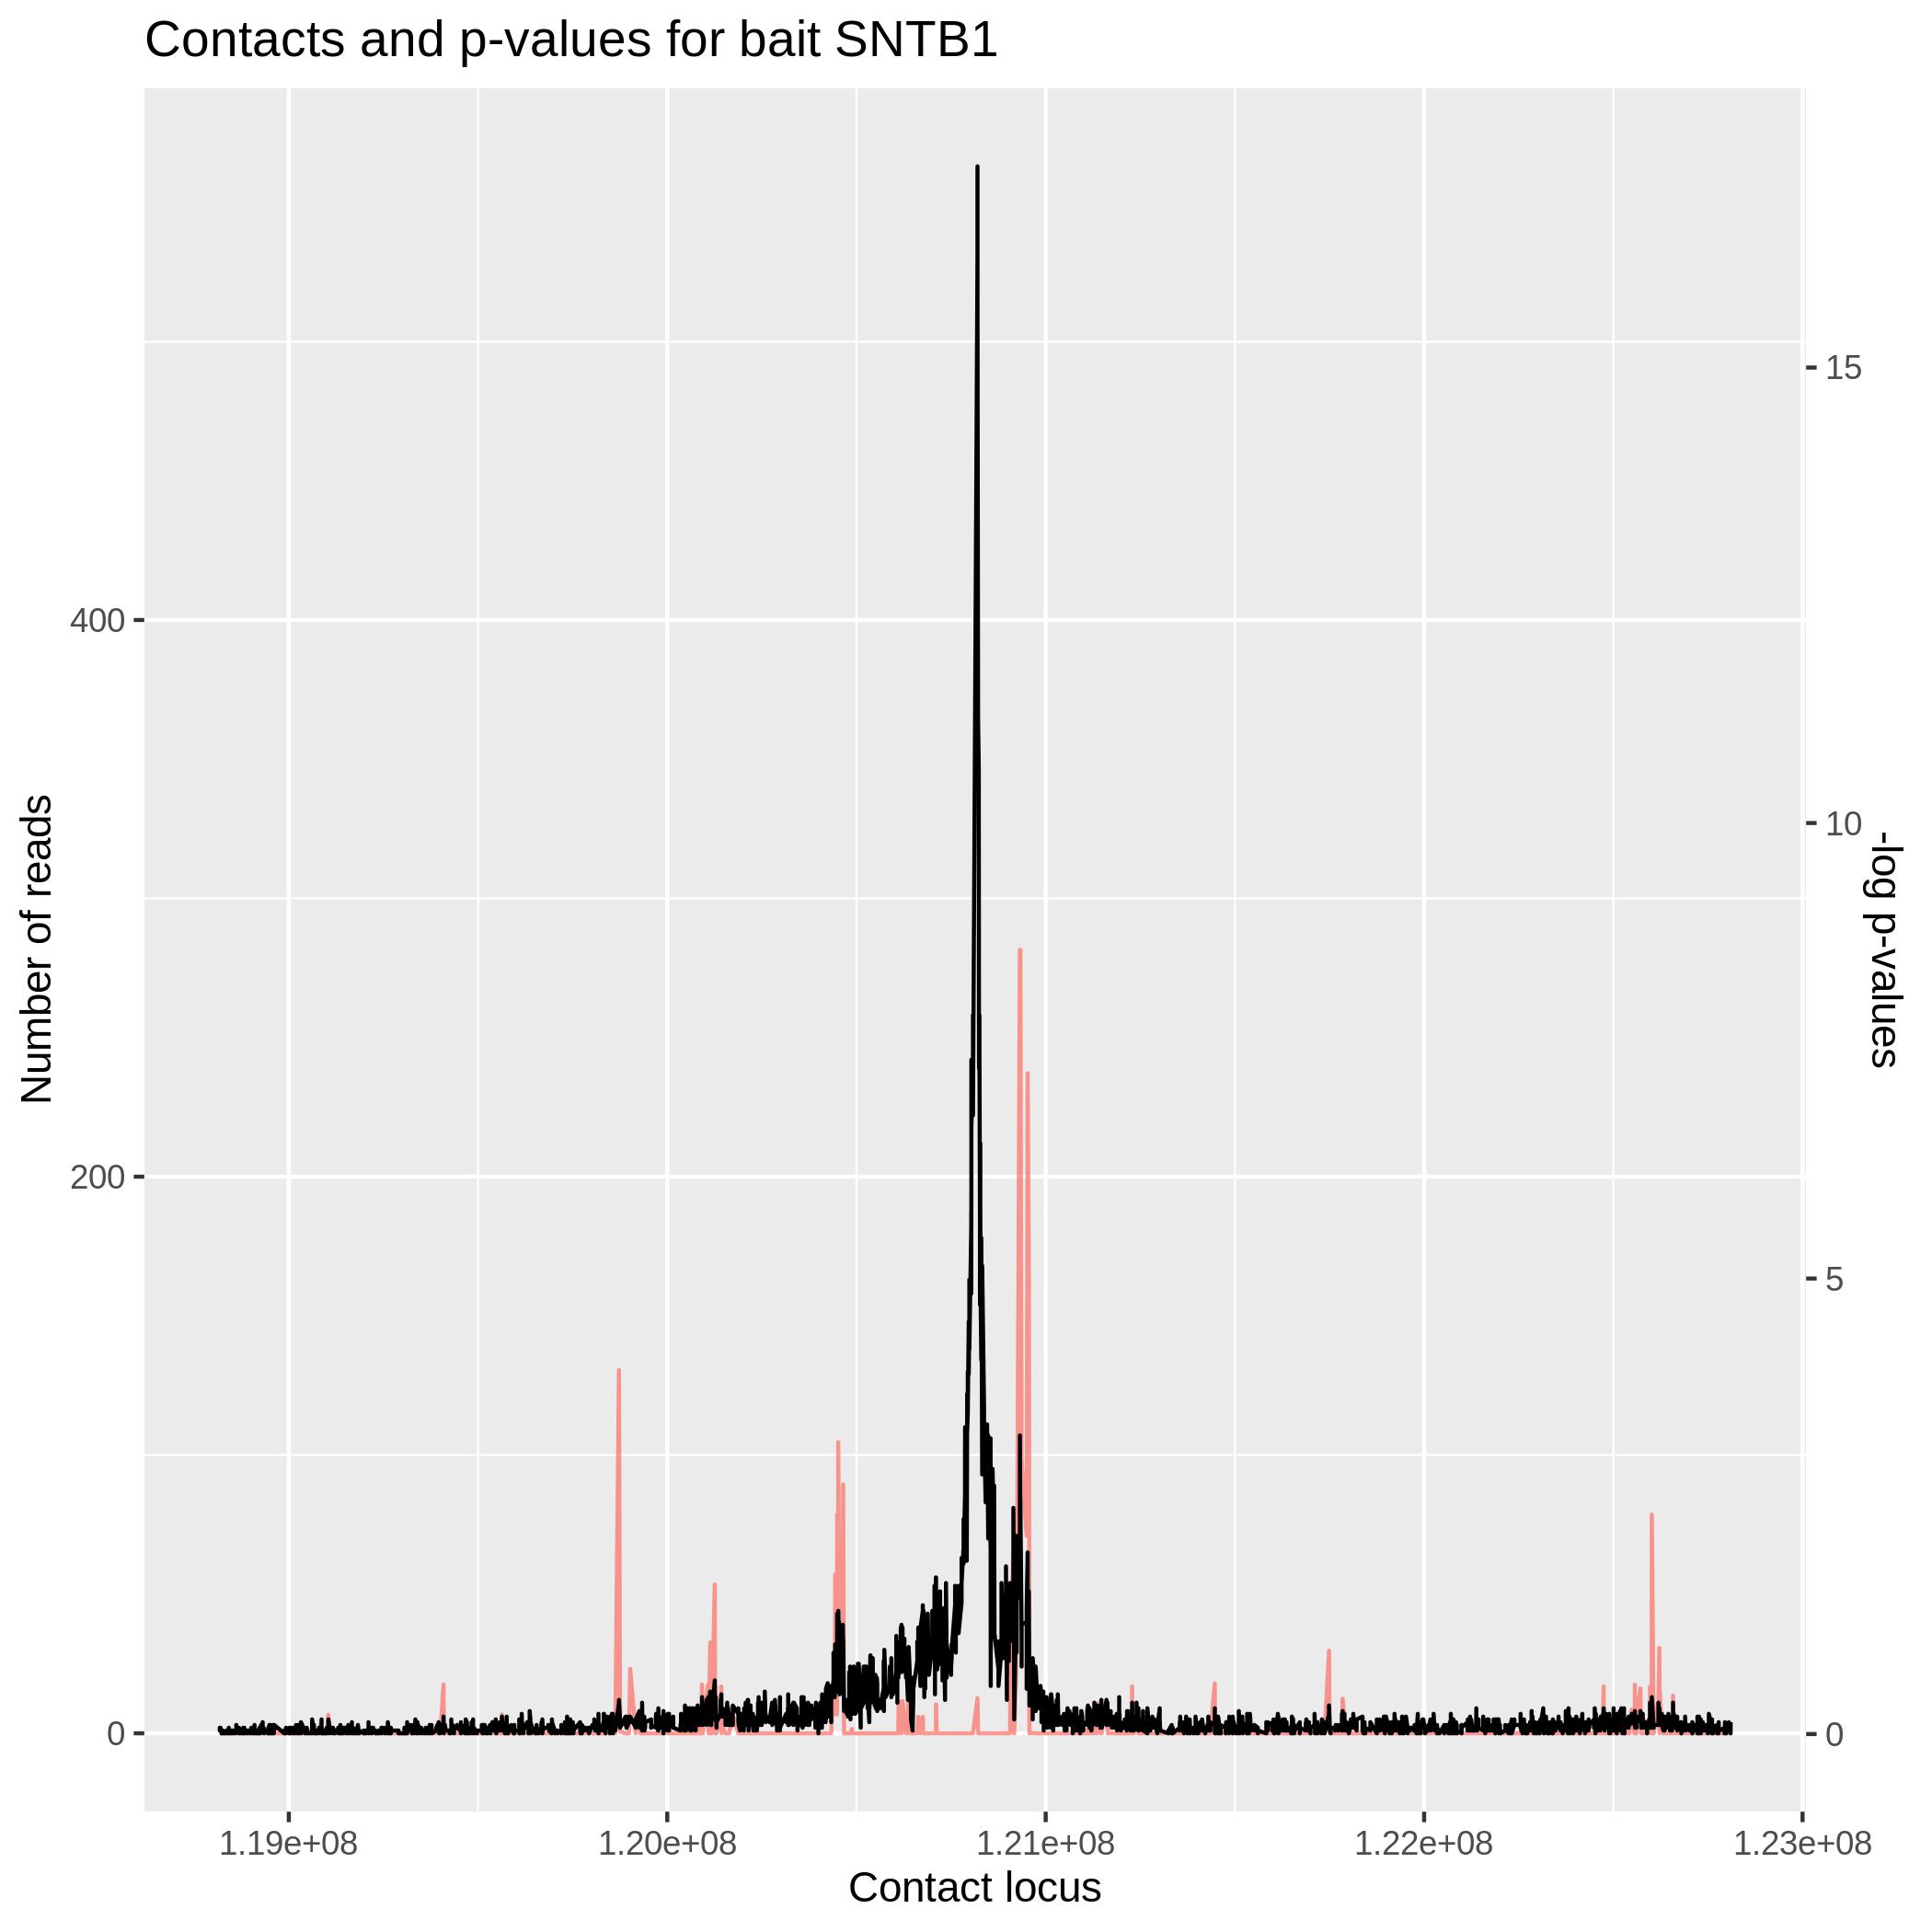 Contacts and p-values for bait SNTB1
Number of reads
400
200
0
15
10
5
0
-log p-values
1.19e+08
1.20e+08
1.21e+08
1.22e+08
1.23e+08
Contact locus